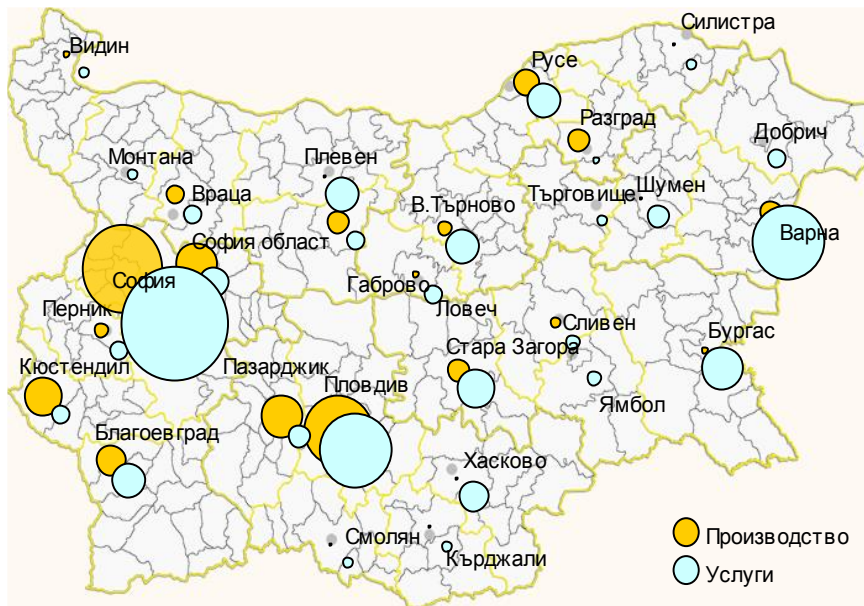 Силистра
Видин
Русе
Разград
Добрич
Монтана
Плевен
Враца
Търговище
Шумен
В.Търново
Варна
София област
София
Габрово
Ловеч
Перник
Сливен
Бургас
Стара Загора
Кюстендил
Пазарджик
Пловдив
Ямбол
Благоевград
Хасково
Смолян
Кърджали
Производство
Услуги